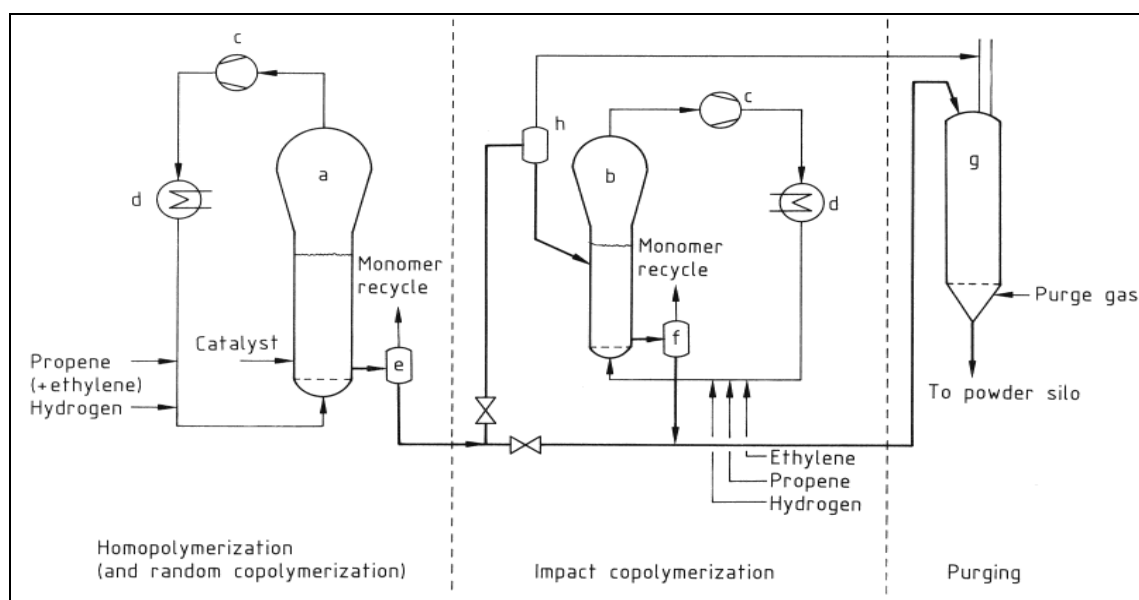 c
a
d
Monomer
recycle
Catalyst
e
Propene
(+ethylene)
Hydrogen
Homopolymerization
(and random copolymerization)
h
c
b
d
Monomer
recycle
f
Ethylene
Propene
Hydrogen
Impact copolymerization
g
Purge gas
To powder silo
Purging